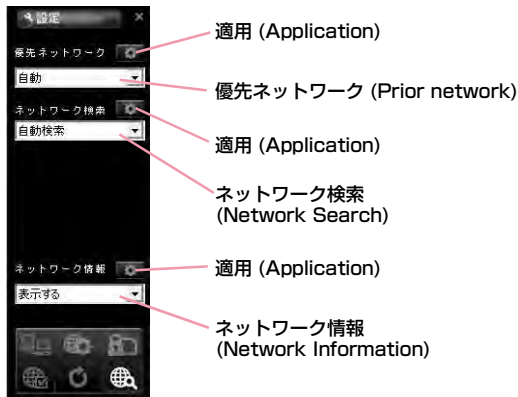 設定
適用 (Application)
優先ネットワーク
自動
優先ネットワーク (Prior network)
ネットワーク検索
適用 (Application)
自動検索
ネットワーク検索
(Network Search)
ネットワーク情報
適用 (Application)
表示する
ネットワーク情報
(Network Information)